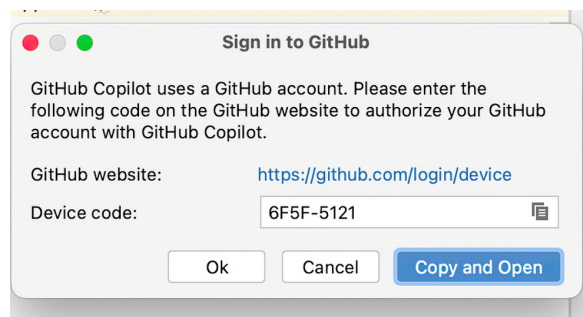 Sign in to GitHub
GitHub Copilot uses a GitHub account. Please enter the
following code on the GitHub website to authorize your GitHub
account with GitHub Copilot.
GitHub website: https://github.com/login/device
Device code: 6F5F-5121
Ok Cancel Copy and Open